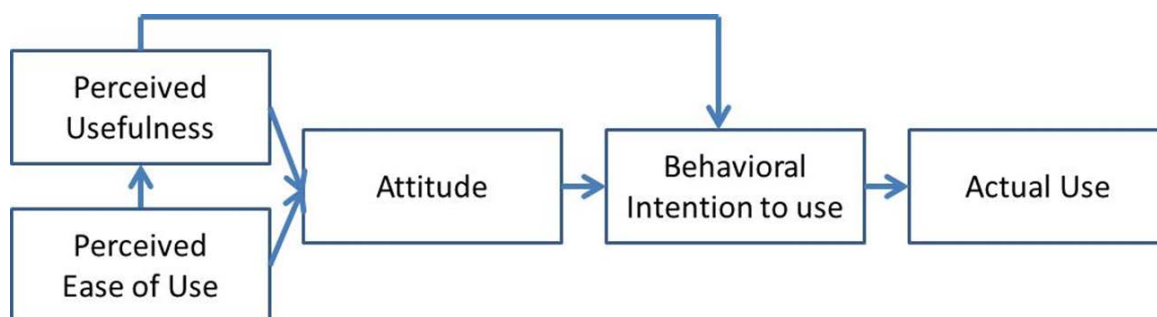 Perceived
Usefulness
Perceived
Ease of Use
Attitude
Behavioral
Intention to use
Actual Use